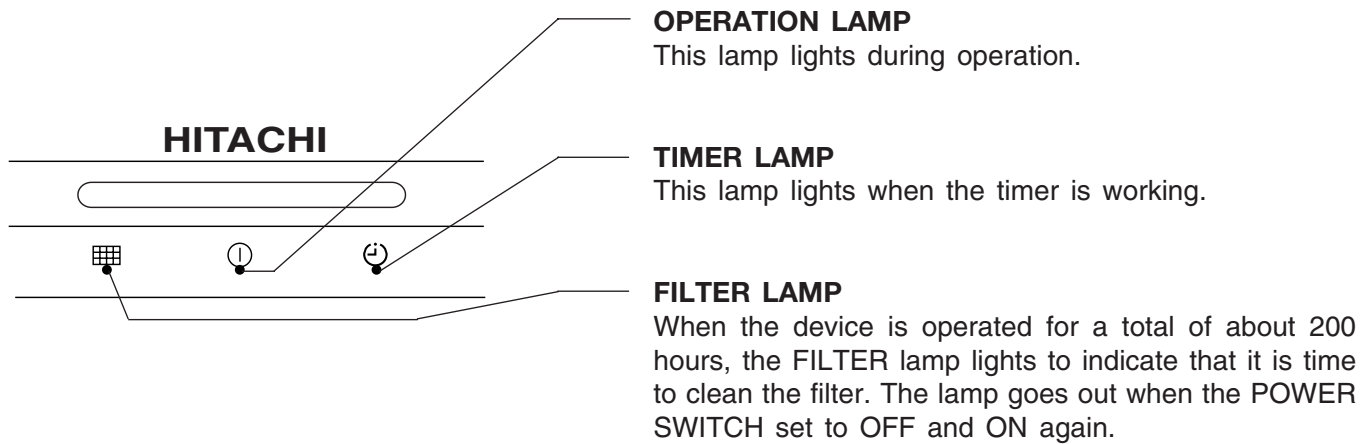 OPERATION LAMP
This lamp lights during operation.
HITACHI
TIMER LAMP
This lamp lights when the timer is working.
FILTER LAMP
When the device is operated for a total of about 200
hours, the FILTER lamp lights to indicate that it is time
to clean the filter. The lamp goes out when the POWER
SWITCH set to OFF and ON again.